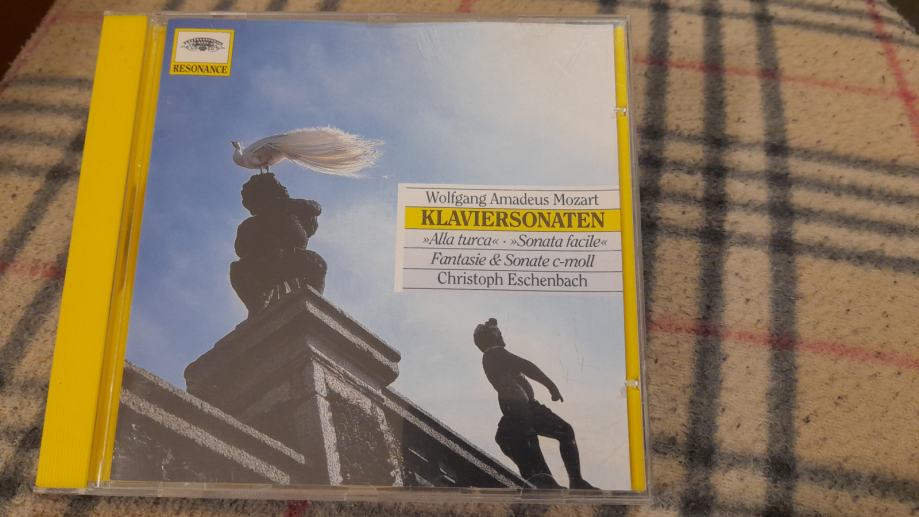 RESONANCE
Wolfgang Amadeus Mozart
KLAVIERSONATEN
»Alla turca« · »Sonata facile«
Fantasie & Sonate c-moll
Christoph Eschenbach